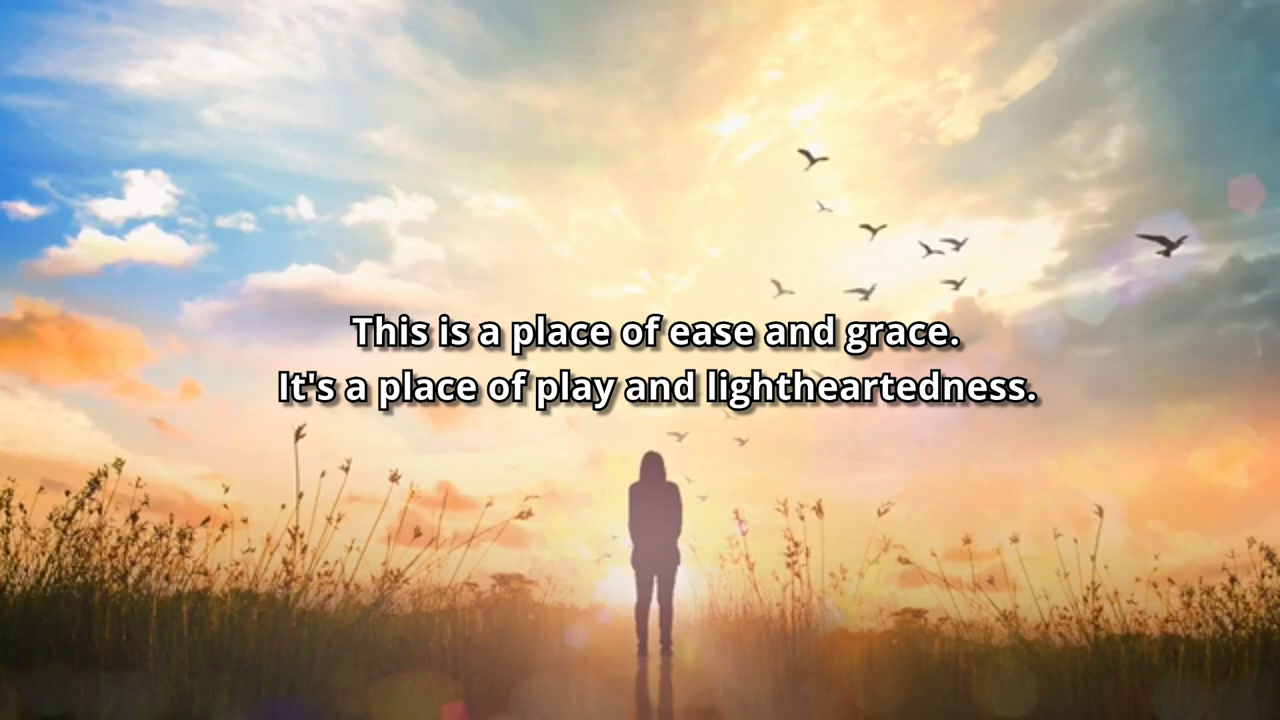 This is a place of ease and grace.
It's a place of play and lightheartedness.